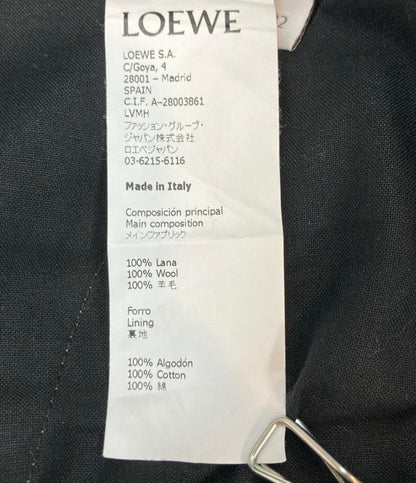 LOEWE
LOEWE S.A.
C/Goya, 4
28001 – Madrid
SPAIN
C.I.F. A–28003861
LVMH
ファッション・グループ・
ジャパン株式会社
ロエベジャパン
03-6215-6116
Made in Italy
Composición principal
Main composition
メインファブリック
100% Lana
100% Wool
100% 羊毛
Forro
Lining
裏地
100% Algodón
100% Cotton
100% 綿